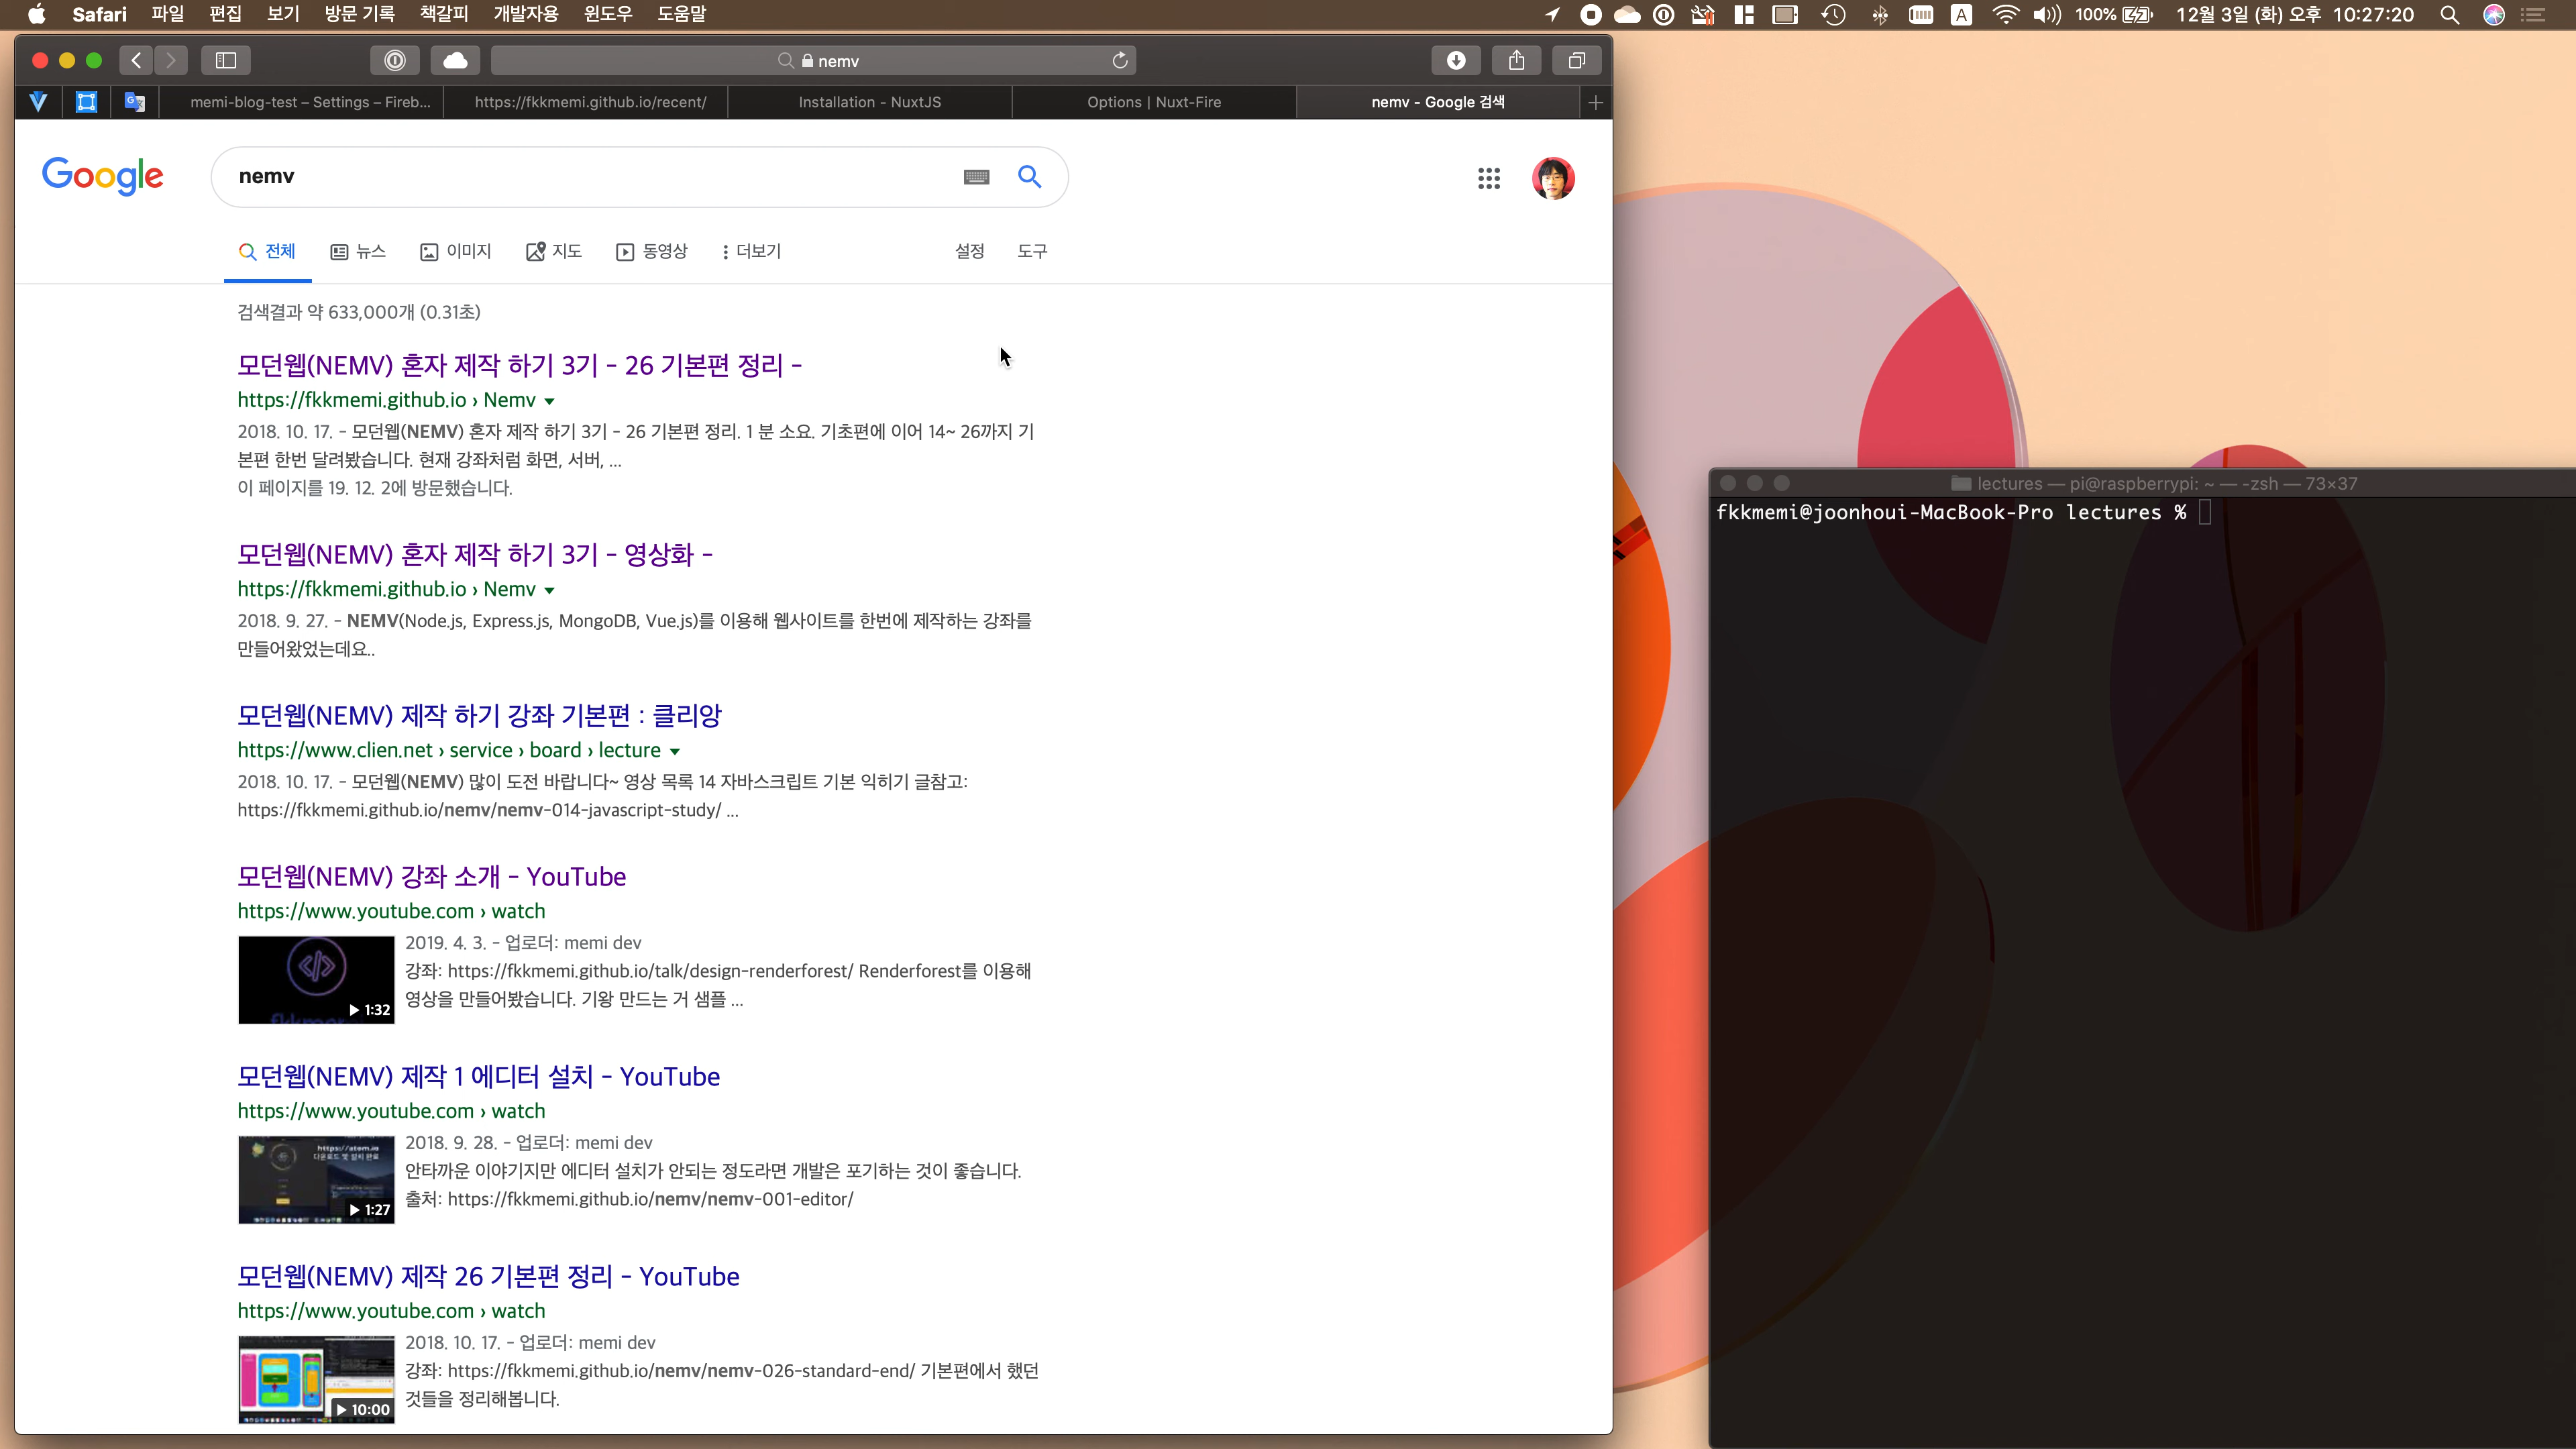 Safari 파일 편집 보기 방문 기록 책갈피 개발자용 윈도우 도움말
A 100% 12월 3일 (화) 오후 10:27:20
nemv
memi-blog-test – Settings – Fireb...
https://fkkmemi.github.io/recent/
Installation - NuxtJS
Options | Nuxt-Fire
nemv - Google 검색
Google
nemv
전체 뉴스 이미지 지도 동영상 더보기 설정 도구
검색결과 약 633,000개 (0.31초)
모던웹(NEMV) 혼자 제작 하기 3기 - 26 기본편 정리 -
https://fkkmemi.github.io › Nemv
2018. 10. 17. - 모던웹(NEMV) 혼자 제작 하기 3기 - 26 기본편 정리. 1 분 소요. 기초편에 이어 14~ 26까지 기
본편 한번 달려봤습니다. 현재 강좌처럼 화면, 서버, ...
이 페이지를 19. 12. 2에 방문했습니다.
모던웹(NEMV) 혼자 제작 하기 3기 - 영상화 -
https://fkkmemi.github.io › Nemv
2018. 9. 27. - NEMV(Node.js, Express.js, MongoDB, Vue.js)를 이용해 웹사이트를 한번에 제작하는 강좌를
만들어왔었는데요..
모던웹(NEMV) 제작 하기 강좌 기본편 : 클리앙
https://www.clien.net › service › board › lecture
2018. 10. 17. - 모던웹(NEMV) 많이 도전 바랍니다~ 영상 목록 14 자바스크립트 기본 익히기 글참고:
https://fkkmemi.github.io/nemv/nemv-014-javascript-study/ ...
모던웹(NEMV) 강좌 소개 - YouTube
https://www.youtube.com › watch
1:32
2019. 4. 3. - 업로더: memi dev
강좌: https://fkkmemi.github.io/talk/design-renderforest/ Renderforest를 이용해
영상을 만들어봤습니다. 기왕 만드는 거 샘플 ...
모던웹(NEMV) 제작 1 에디터 설치 - YouTube
https://www.youtube.com › watch
https://atom.io
1:27
2018. 9. 28. - 업로더: memi dev
안타까운 이야기지만 에디터 설치가 안되는 정도라면 개발은 포기하는 것이 좋습니다.
출처: https://fkkmemi.github.io/nemv/nemv-001-editor/
모던웹(NEMV) 제작 26 기본편 정리 - YouTube
https://www.youtube.com › watch
10:00
2018. 10. 17. - 업로더: memi dev
강좌: https://fkkmemi.github.io/nemv/nemv-026-standard-end/ 기본편에서 했던
것들을 정리해봅니다.
lectures — pi@raspberrypi: ~ — -zsh — 73×37
fkkmemi@joonhoui-MacBook-Pro lectures %